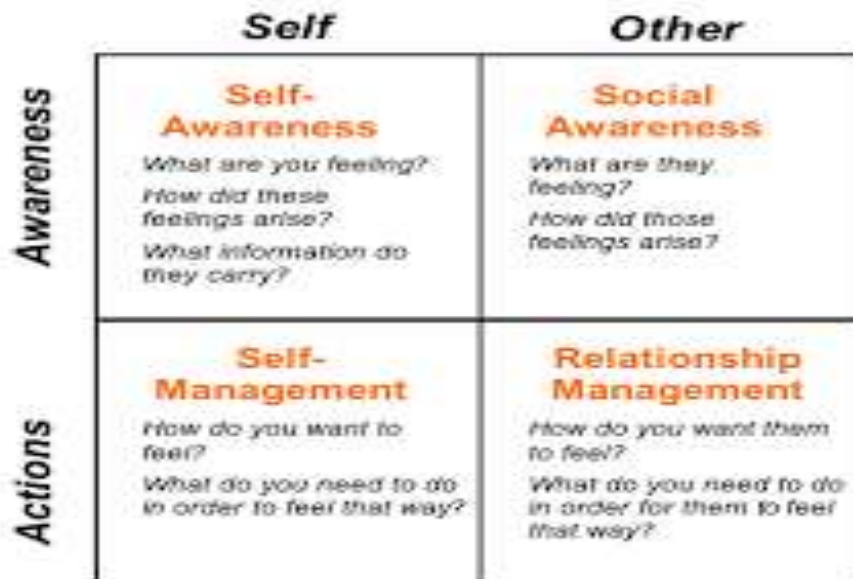 Self
Other
Awareness
Self-
Awareness
What are you feeling?
How did these
feelings arise?
What information do
they carry?
Social
Awareness
What are they
feeling?
How did those
feelings arise?
Actions
Self-
Management
How do you want to
feel?
What do you need to do
in order to feel that way?
Relationship
Management
How do you want them
to feel?
What do you need to do
in order for them to feel
that way?